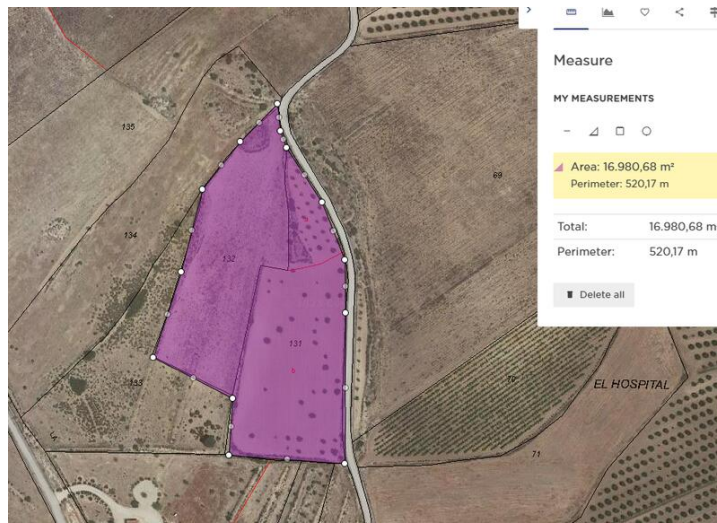 Measure
MY MEASUREMENTS
Area: 16.980,68 m²
Perimeter: 520,17 m
Total: 16.980,68 m
Perimeter: 520,17 m
Delete all
135
69
134
132
131
133
70
EL HOSPITAL
71